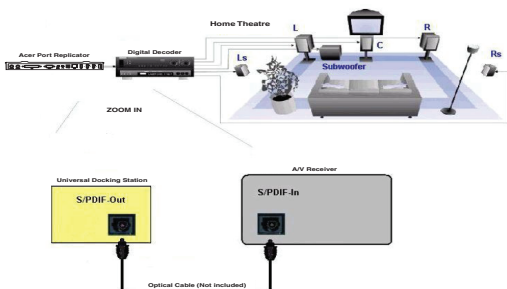 Home Theatre
L
R
Acer Port Replicator
Digital Decoder
C
Ls
Rs
Subwoofer
ZOOM IN
A/V Receiver
Universal Docking Station
S/PDIF-Out
S/PDIF-In
Optical Cable (Not included)